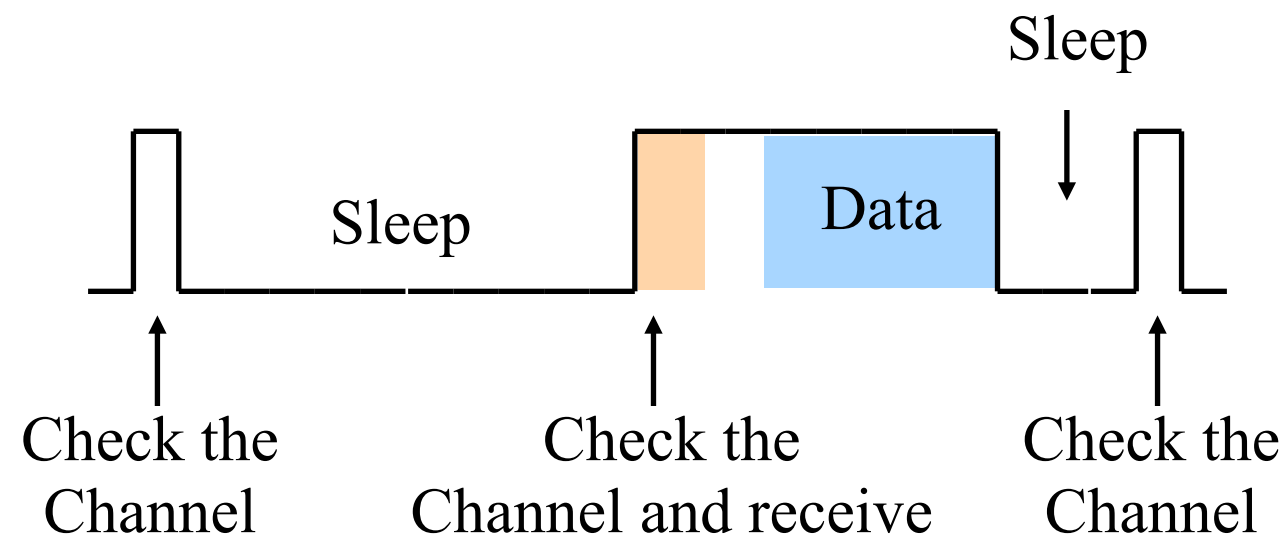 Sleep
Sleep
Data
Check the
Channel
Check the
Channel and receive
Check the
Channel